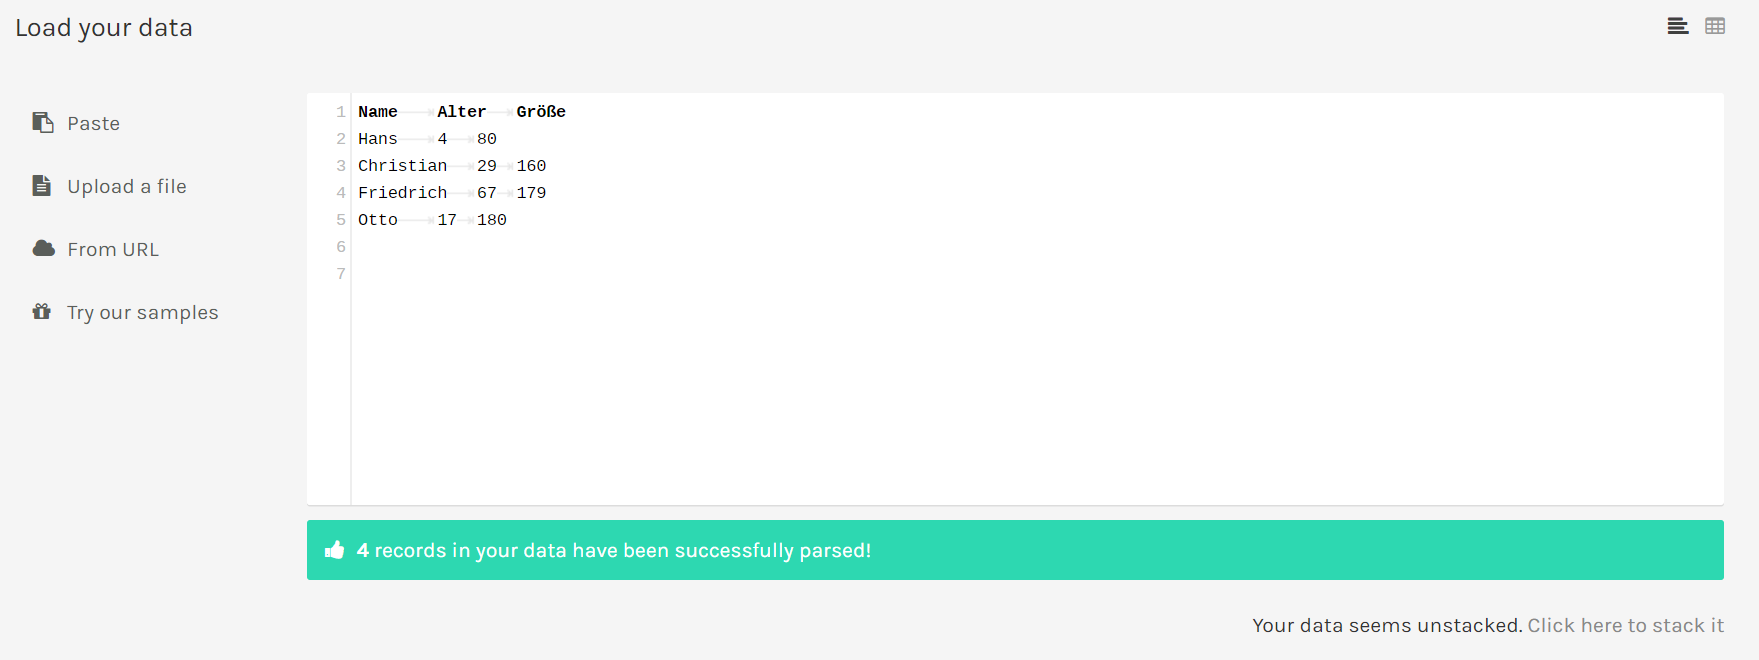 Load your data
Paste
Upload a file
From URL
Try our samples
1 Name Alter Größe
2 Hans 4 80
3 Christian 29 160
4 Friedrich 67 179
5 Otto 17 180
6
7
4 records in your data have been successfully parsed!
Your data seems unstacked. Click here to stack it